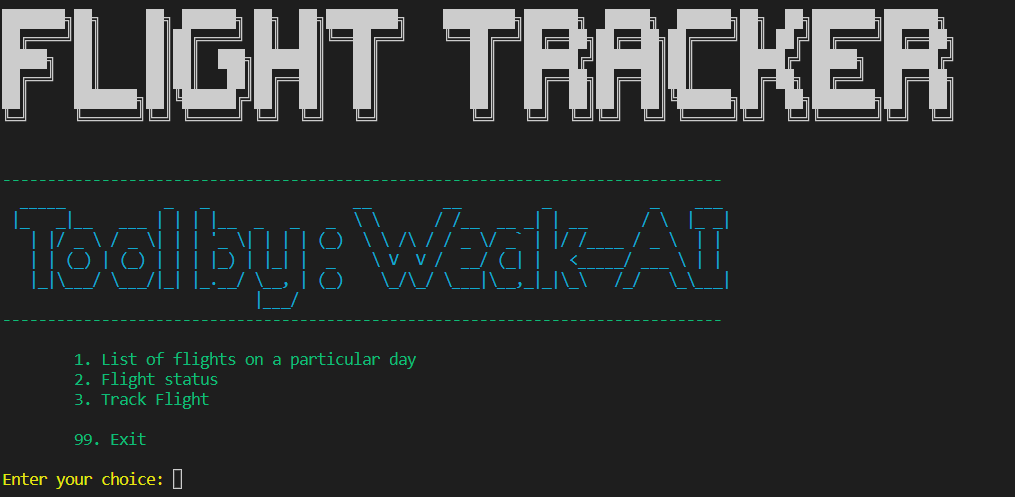 FLIGHT TRACKER
--------------------------------------------------------------------------------
Tool by: Weak-AI
--------------------------------------------------------------------------------
1. List of flights on a particular day
2. Flight status
3. Track Flight
99. Exit
Enter your choice: